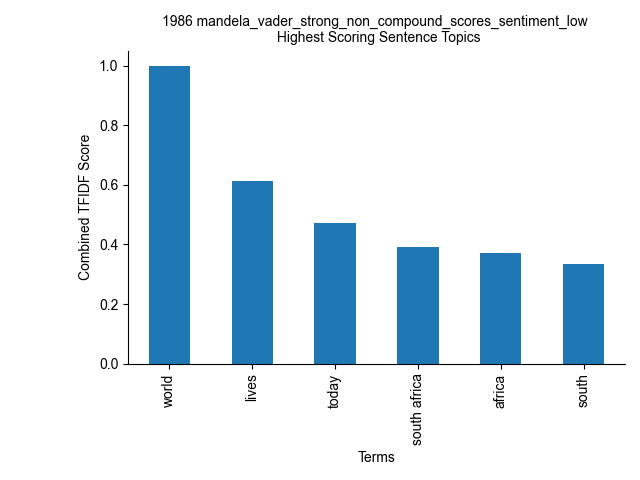 1986 mandela_vader_strong_non_compound_scores_sentiment_low
Highest Scoring Sentence Topics
Combined TFIDF Score
1.0
0.8
0.6
0.4
0.2
0.0
world
lives
today
south africa
africa
south
Terms